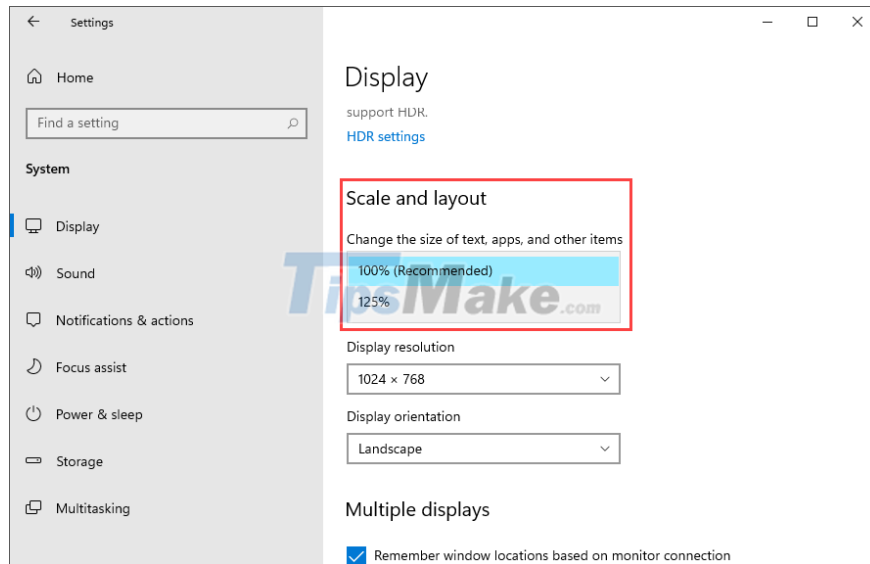 Settings
Home
Find a setting
System
Display
Sound
Notifications & actions
Focus assist
Power & sleep
Storage
Multitasking
Display
support HDR.
HDR settings
Scale and layout
Change the size of text, apps, and other items
100% (Recommended)
125%
TipsMake.com
Display resolution
1024 × 768
Display orientation
Landscape
Multiple displays
Remember window locations based on monitor connection